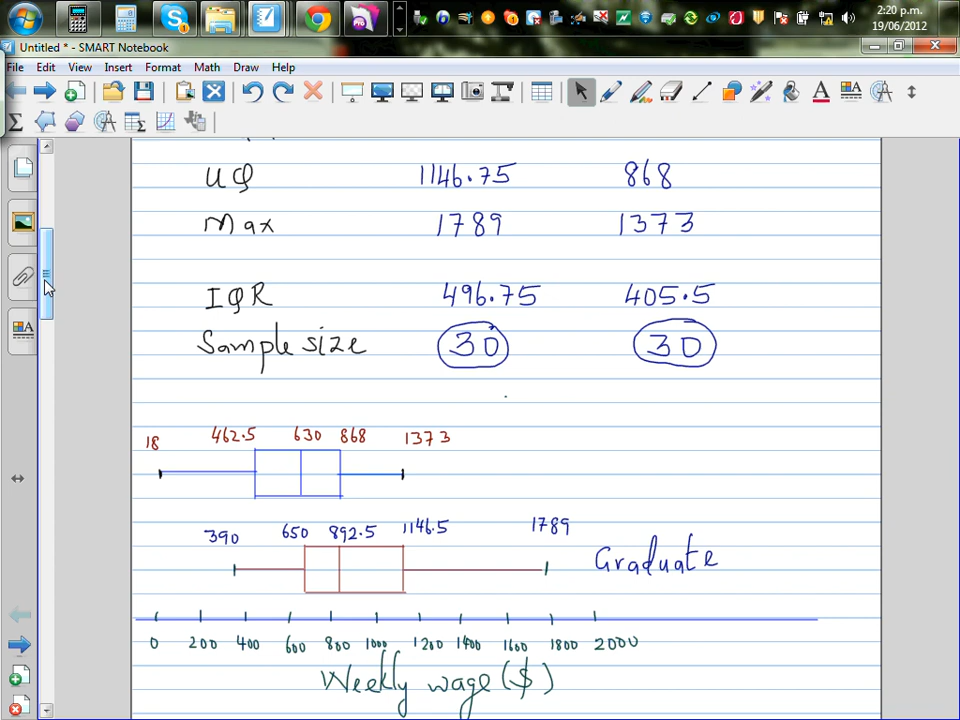 2:20 p.m.
19/06/2012
Untitled * - SMART Notebook
File Edit View Insert Format Math Draw Help
UQ 1146.75 868
Max 1789 1373
IQR 496.75 405.5
Sample size 30 30
18 462.5 630 868 1373
390 650 892.5 1146.5 1789
Graduate
0 200 400 600 800 1000 1200 1400 1600 1800 2000
Weekly wage ($)